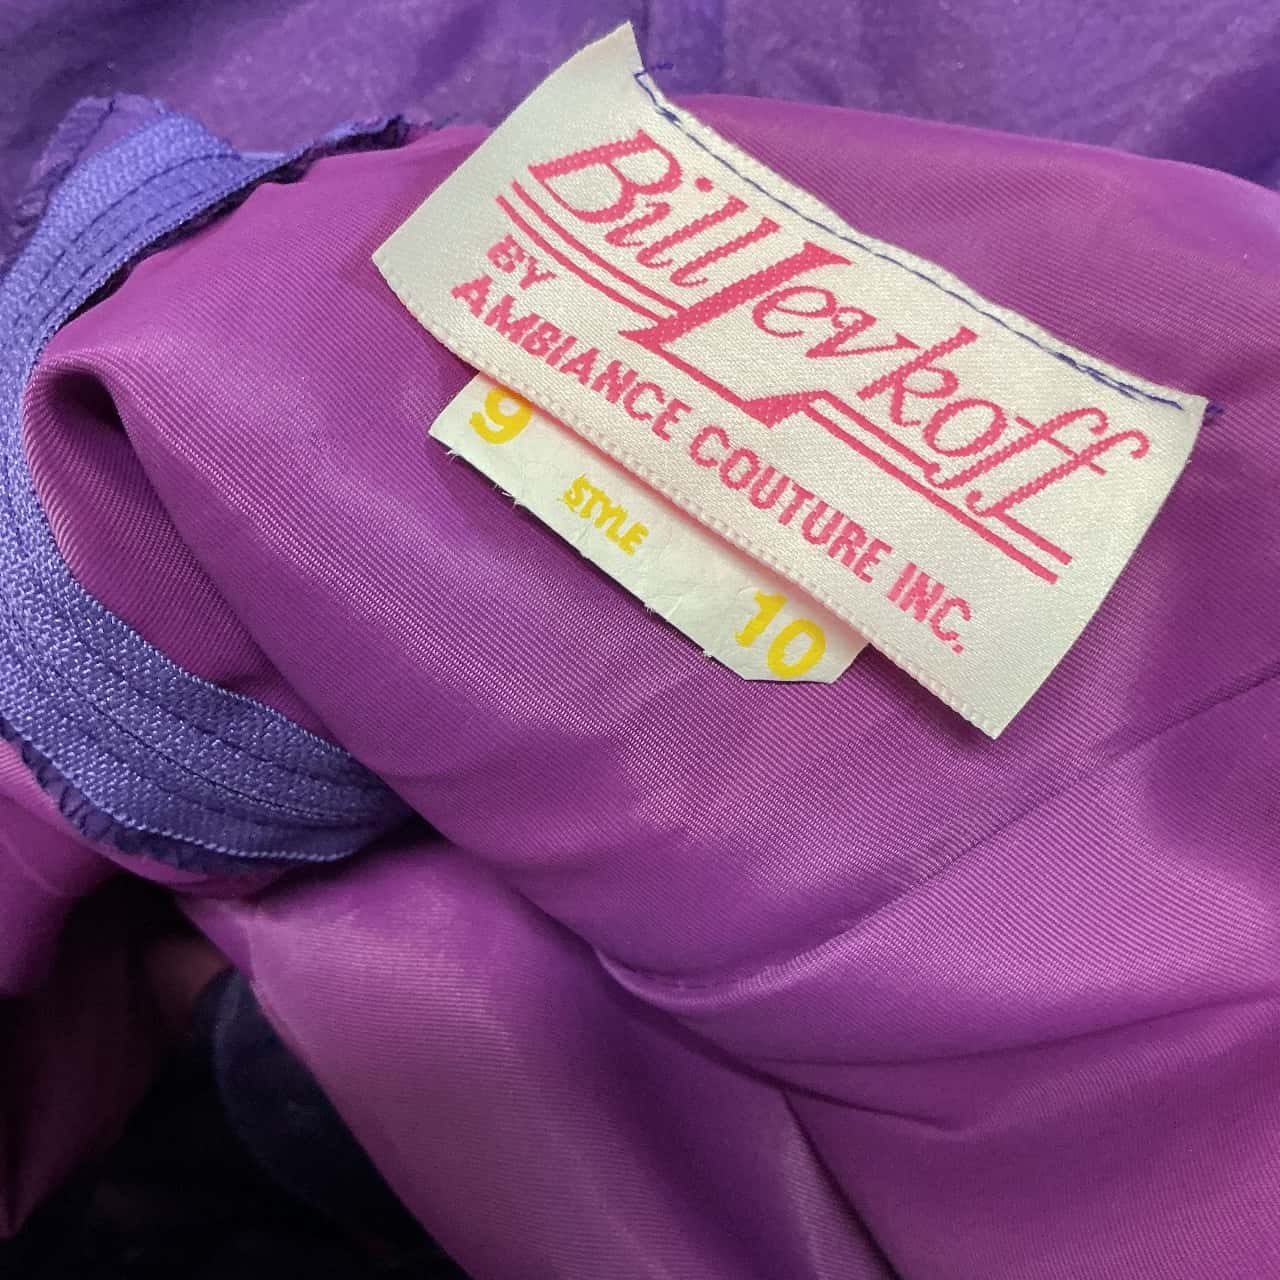 Bill Levkoff
BY
AMBIANCE COUTURE INC.
9 STYLE 10